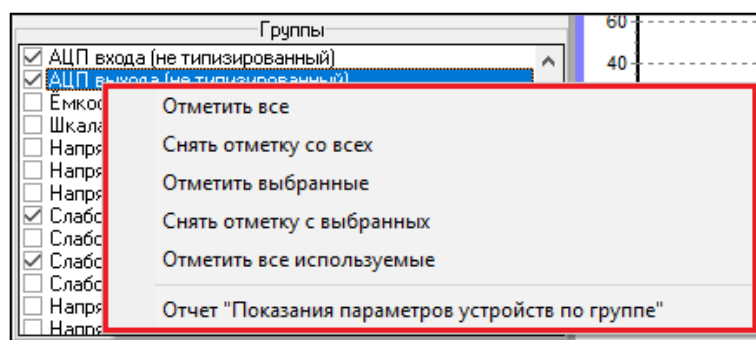 Группы
60
АЦП входа (не типизированный)
40
АЦП выхода (не типизированный)
Отметить все
Снять отметку со всех
Отметить выбранные
Снять отметку с выбранных
Отметить все используемые
Отчет "Показания параметров устройств по группе"